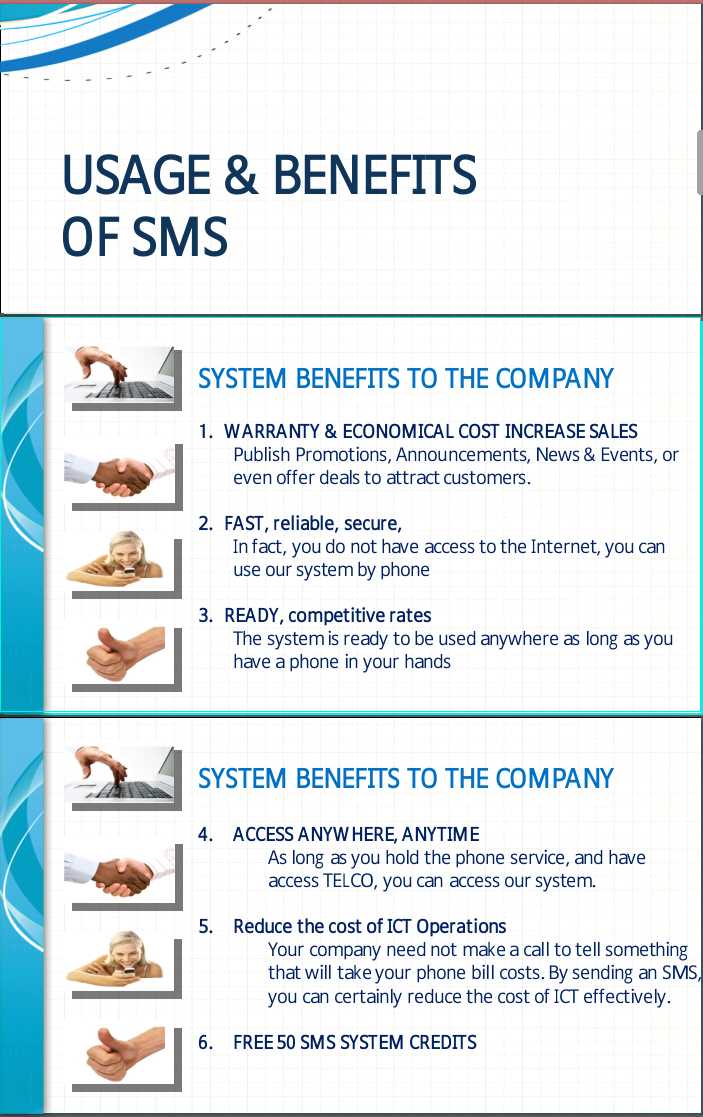 USAGE & BENEFITS
OF SMS
SYSTEM BENEFITS TO THE COMPANY
1. WARRANTY & ECONOMICAL COST INCREASE SALES
Publish Promotions, Announcements, News & Events, or
even offer deals to attract customers.
2. FAST, reliable, secure,
In fact, you do not have access to the Internet, you can
use our system by phone
3. READY, competitive rates
The system is ready to be used anywhere as long as you
have a phone in your hands
SYSTEM BENEFITS TO THE COMPANY
4. ACCESS ANYWHERE, ANYTIME
As long as you hold the phone service, and have
access TELCO, you can access our system.
5. Reduce the cost of ICT Operations
Your company need not make a call to tell something
that will take your phone bill costs. By sending an SMS,
you can certainly reduce the cost of ICT effectively.
6. FREE 50 SMS SYSTEM CREDITS